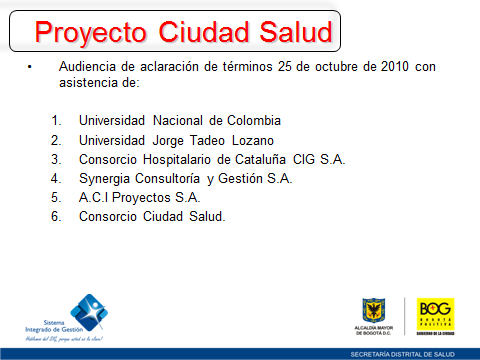 Proyecto Ciudad Salud
• Audiencia de aclaración de términos 25 de octubre de 2010 con
asistencia de:
1. Universidad Nacional de Colombia
2. Universidad Jorge Tadeo Lozano
3. Consorcio Hospitalario de Cataluña CIG S.A.
4. Synergia Consultoría y Gestión S.A.
5. A.C.I Proyectos S.A.
6. Consorcio Ciudad Salud.
Sistema
Integrado de Gestión
ALCALDÍA MAYOR
DE BOGOTÁ D.C.
BOG
BOGOTÁ
POSITIVA
GOBIERNO DE LA CIUDAD
SECRETARÍA DISTRITAL DE SALUD